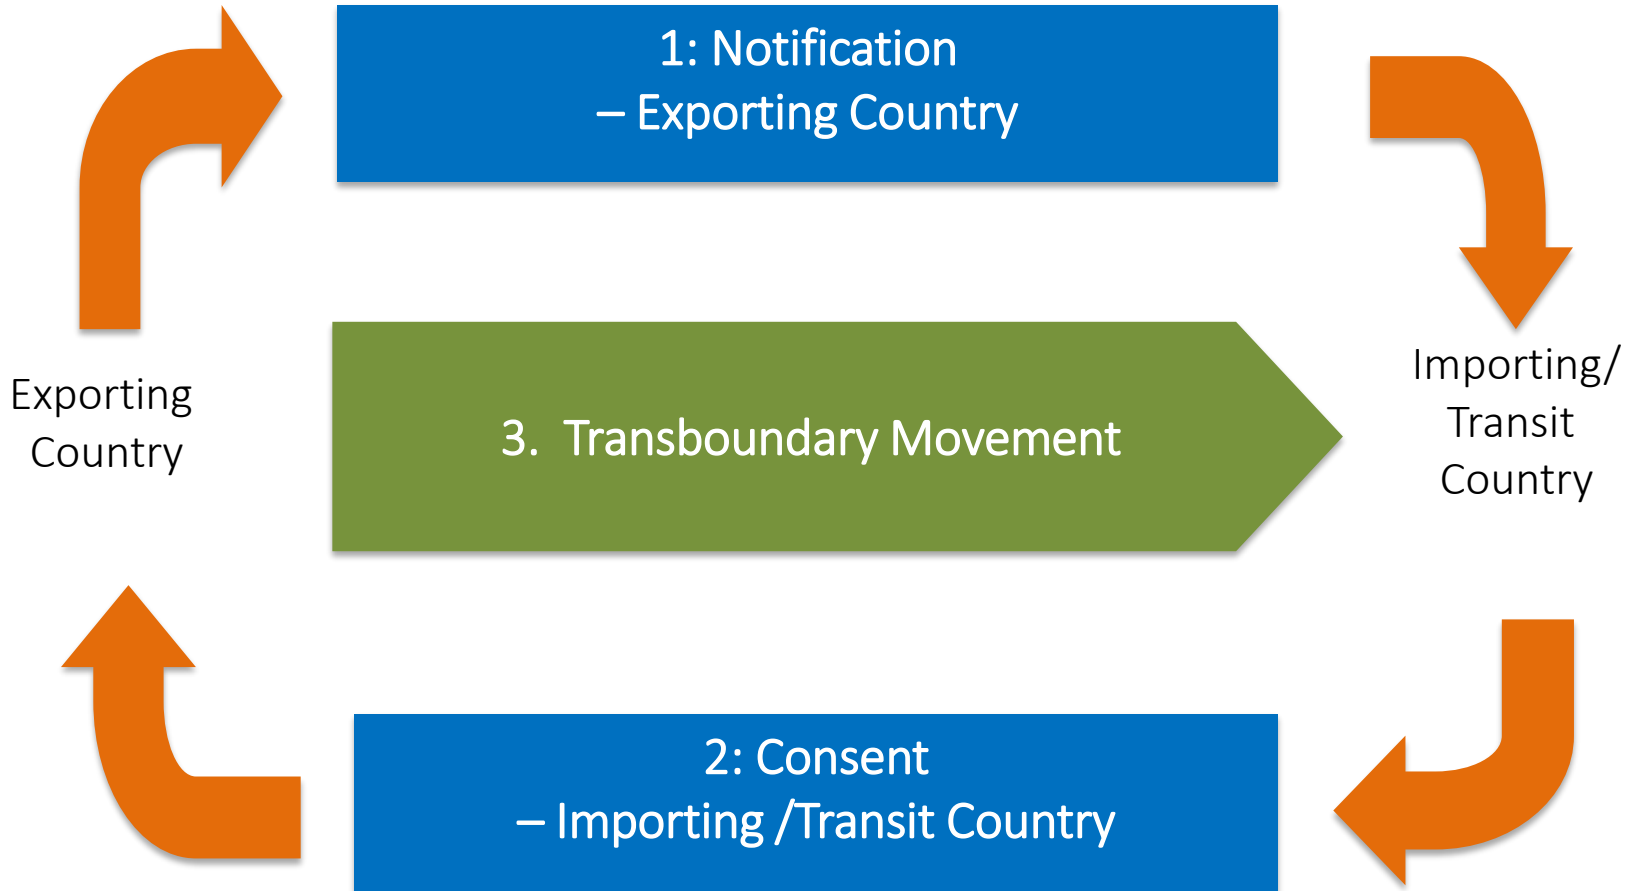 1: Notification
– Exporting Country
Exporting
Country
3.  Transboundary Movement
Importing/
Transit
Country
2: Consent
– Importing /Transit Country